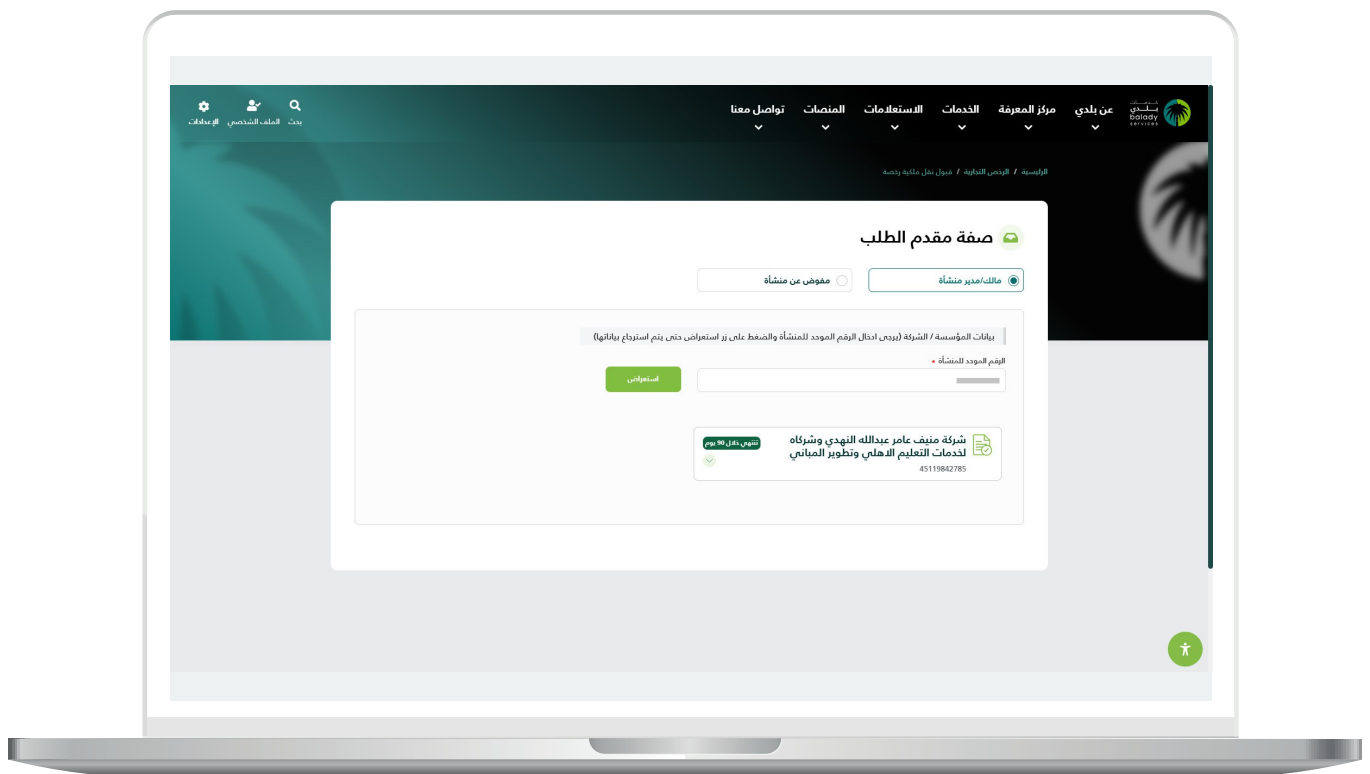 خدمات
بلدي
balady
services
عن بلدي
مركز المعرفة
الخدمات
الاستعلامات
المنصات
تواصل معنا
بحث
الملف الشخصي
الإعدادات
الرئيسية / الرخص التجارية / قبول نقل ملكية رخصة
صفة مقدم الطلب
مالك/مدير منشأة
مفوض عن منشأة
بيانات المؤسسة / الشركة (يرجى ادخال الرقم الموحد للمنشأة والضغط على زر استعراض حتى يتم استرجاع بياناتها)
الرقم الموحد للمنشأة *
استعراض
شركة منيف عامر عبدالله النهدي وشركاه
لخدمات التعليم الاهلي وتطوير المباني
تنتهي خلال 90 يوم
45119842785